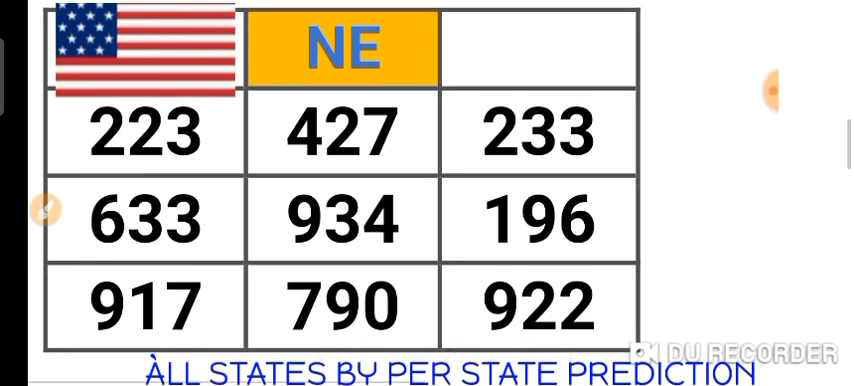 NE
223 427 233
633 934 196
917 790 922
DU RECORDER
ÀLL STATES BY PER STATE PREDICTION